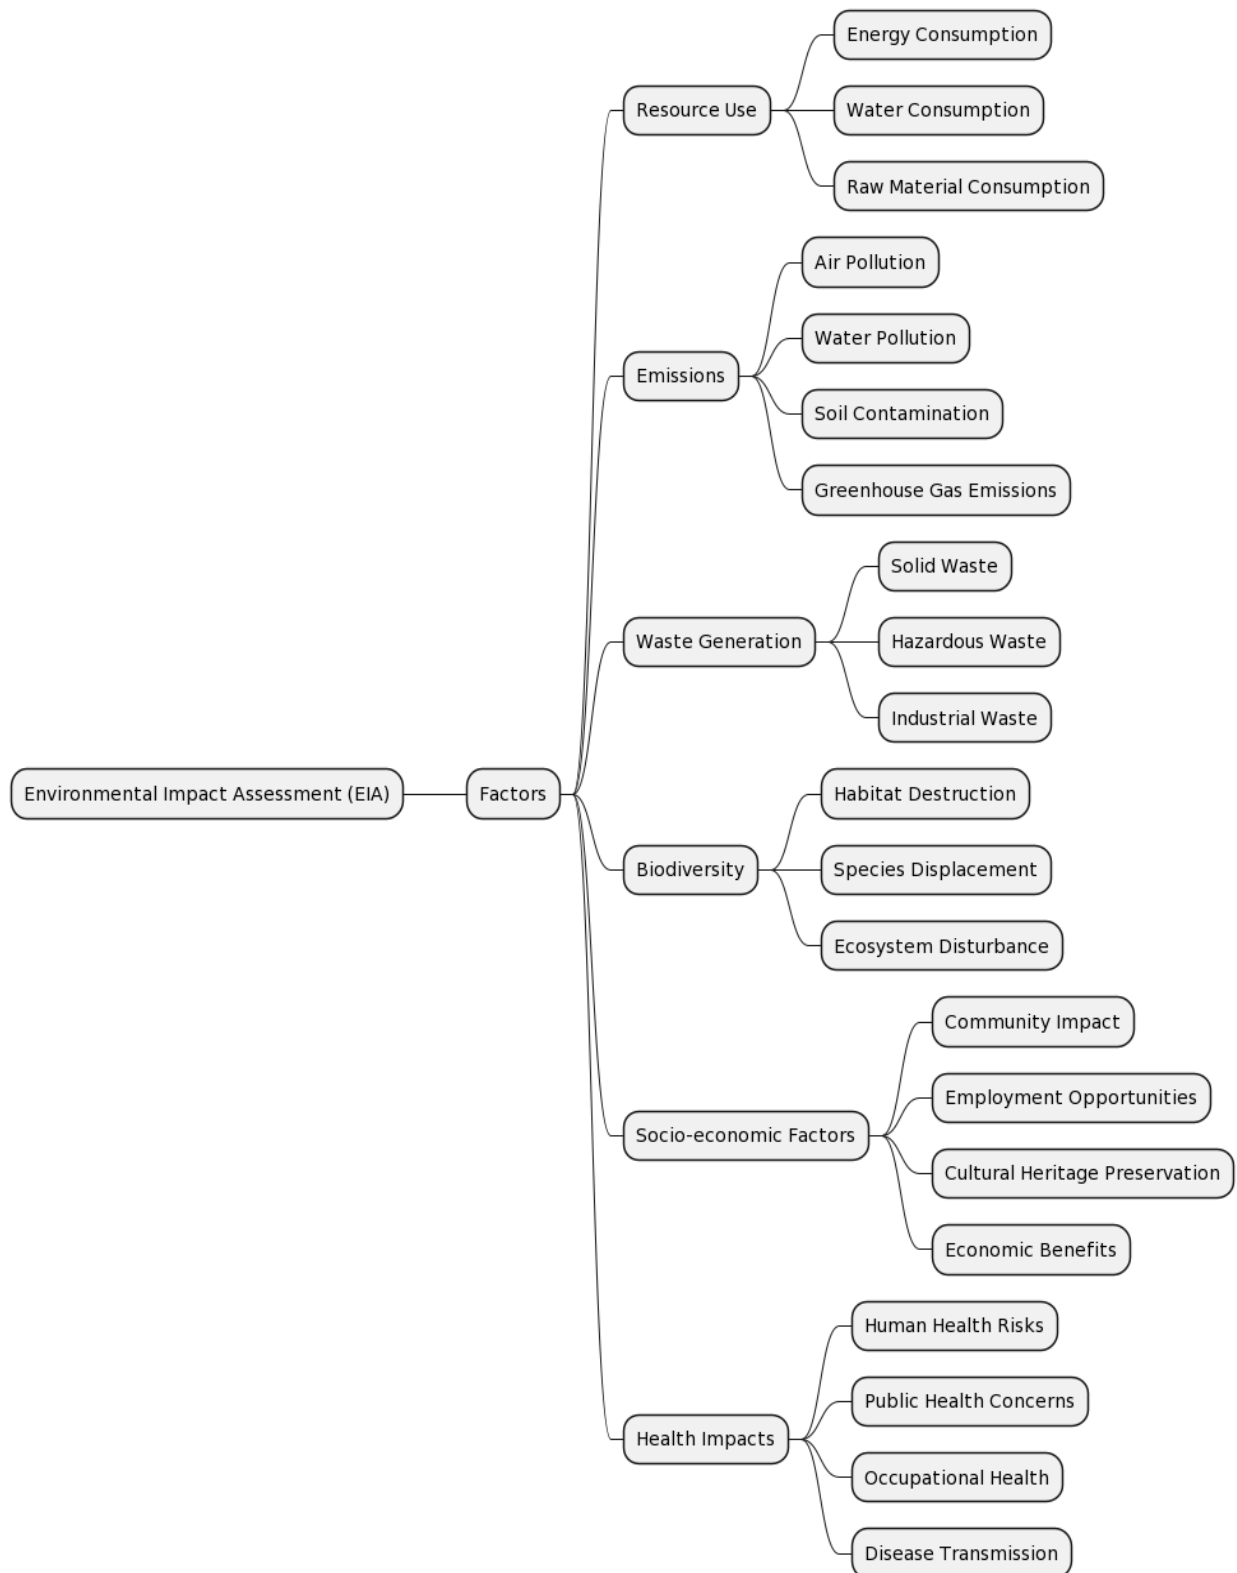 Environmental Impact Assessment (EIA)
Factors
Resource Use
Energy Consumption
Water Consumption
Raw Material Consumption
Emissions
Air Pollution
Water Pollution
Soil Contamination
Greenhouse Gas Emissions
Waste Generation
Solid Waste
Hazardous Waste
Industrial Waste
Biodiversity
Habitat Destruction
Species Displacement
Ecosystem Disturbance
Socio-economic Factors
Community Impact
Employment Opportunities
Cultural Heritage Preservation
Economic Benefits
Health Impacts
Human Health Risks
Public Health Concerns
Occupational Health
Disease Transmission